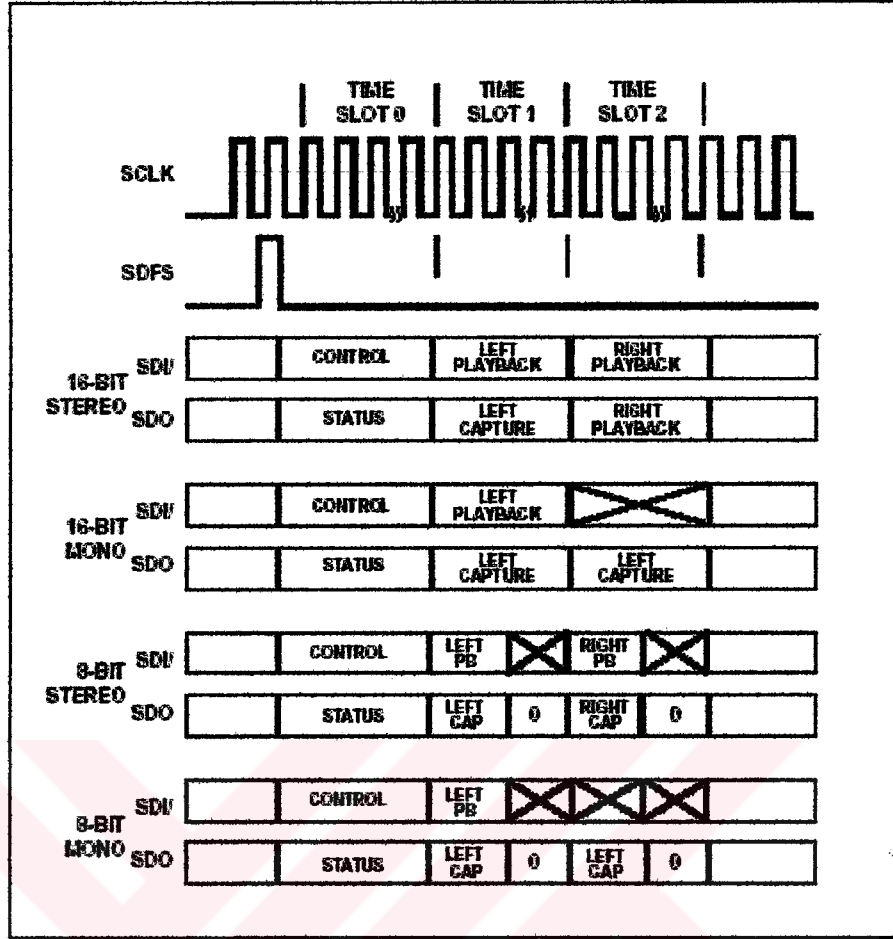 TIME SLOT 0
TIME SLOT 1
TIME SLOT 2
SCLK
SDFS
16-BIT STEREO
SDI/
CONTROL
LEFT PLAYBACK
RIGHT PLAYBACK
SDO
STATUS
LEFT CAPTURE
RIGHT PLAYBACK
16-BIT MONO
SDI/
CONTROL
LEFT PLAYBACK
SDO
STATUS
LEFT CAPTURE
LEFT CAPTURE
8-BIT STEREO
SDI/
CONTROL
LEFT PB
RIGHT PB
SDO
STATUS
LEFT CAP
0
RIGHT CAP
0
8-BIT MONO
SDI/
CONTROL
LEFT PB
SDO
STATUS
LEFT CAP
0
LEFT CAP
0